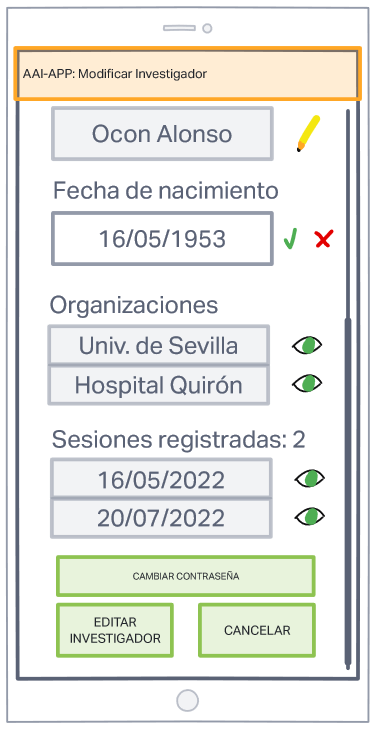 AAI-APP: Modificar Investigador
Ocon Alonso
Fecha de nacimiento
16/05/1953
Organizaciones
Univ. de Sevilla
Hospital Quirón
Sesiones registradas: 2
16/05/2022
20/07/2022
CAMBIAR CONTRASEÑA
EDITAR
INVESTIGADOR
CANCELAR